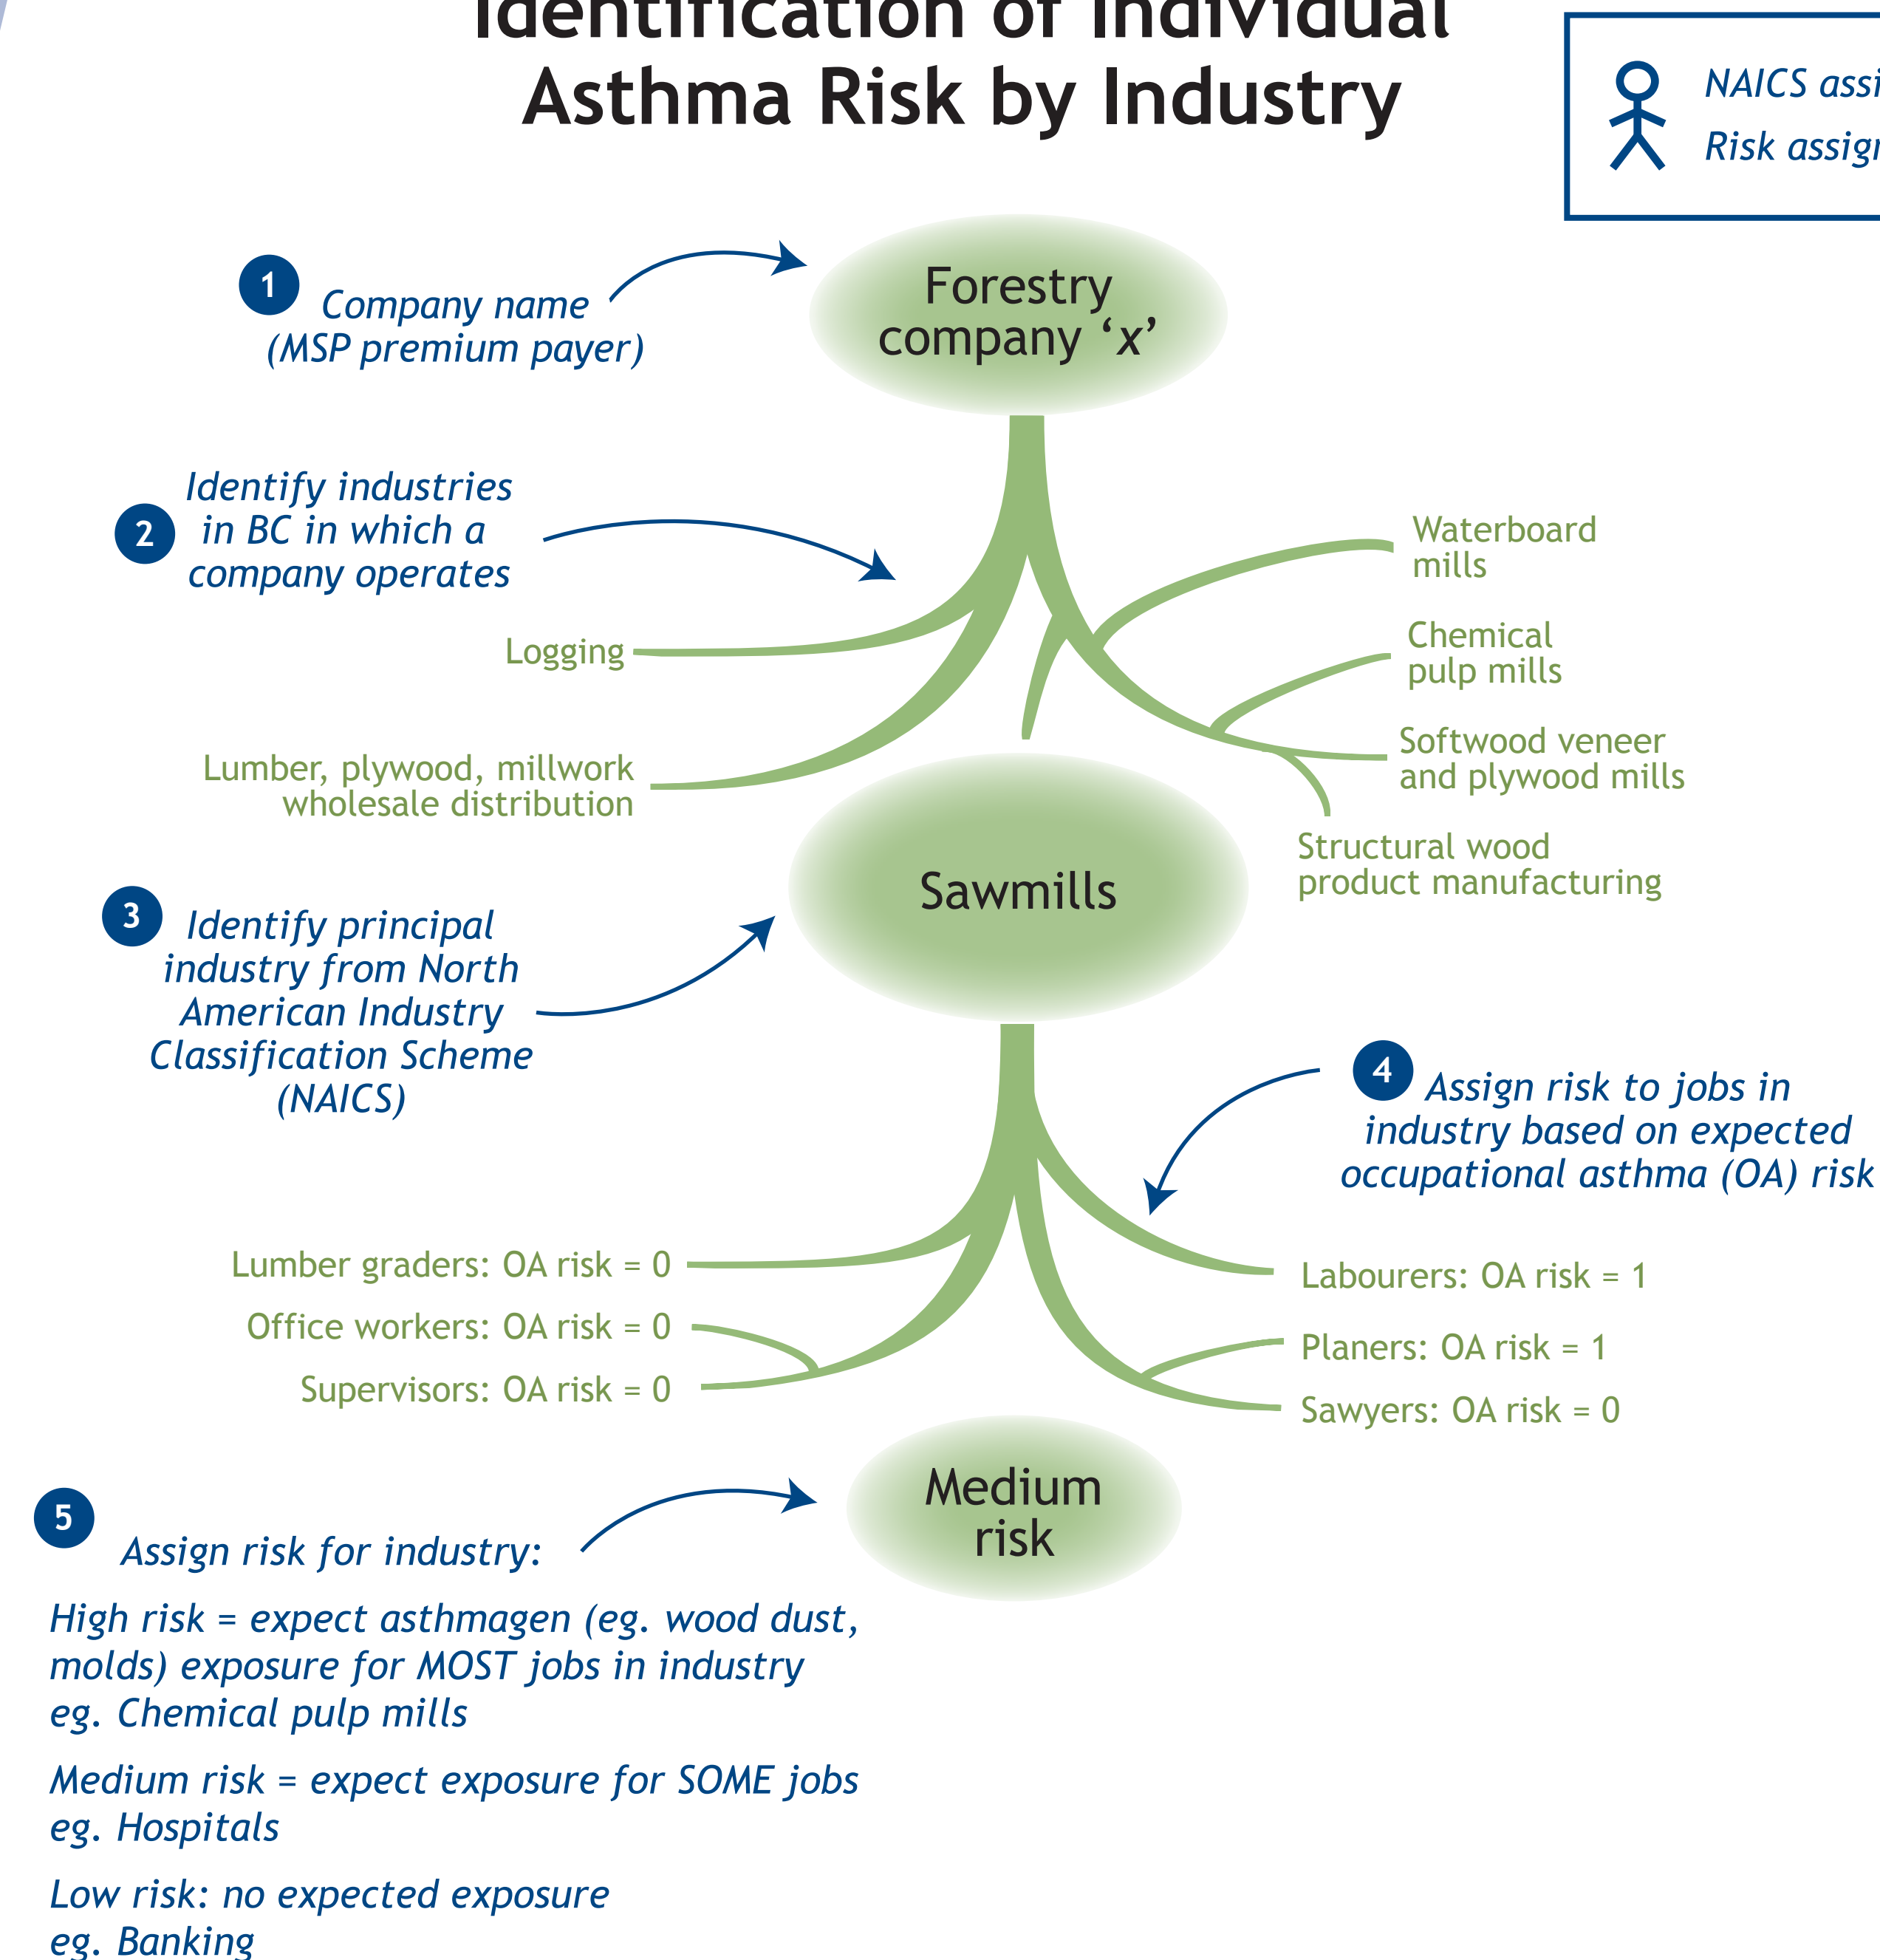 Identification of Individual
Asthma Risk by Industry
NAICS
Risk
1
Company name
(MSP premium payer)
Forestry
company ‘x’
2
Identify industries
in BC in which a
company operates
Logging
Lumber, plywood, millwork
wholesale distribution
Waterboard
mills
Chemical
pulp mills
Softwood veneer
and plywood mills
Structural wood
product manufacturing
Sawmills
3
Identify principal
industry from North
American Industry
Classification Scheme
(NAICS)
4
Assign risk to jobs in
industry based on expected
occupational asthma (OA) risk
Lumber graders: OA risk = 0
Office workers: OA risk = 0
Supervisors: OA risk = 0
Labourers: OA risk = 1
Planers: OA risk = 1
Sawyers: OA risk = 0
Medium
risk
5
Assign risk for industry:
High risk = expect asthmagen (eg. wood dust,
molds) exposure for MOST jobs in industry
eg. Chemical pulp mills
Medium risk = expect exposure for SOME jobs
eg. Hospitals
Low risk: no expected exposure
eg. Banking